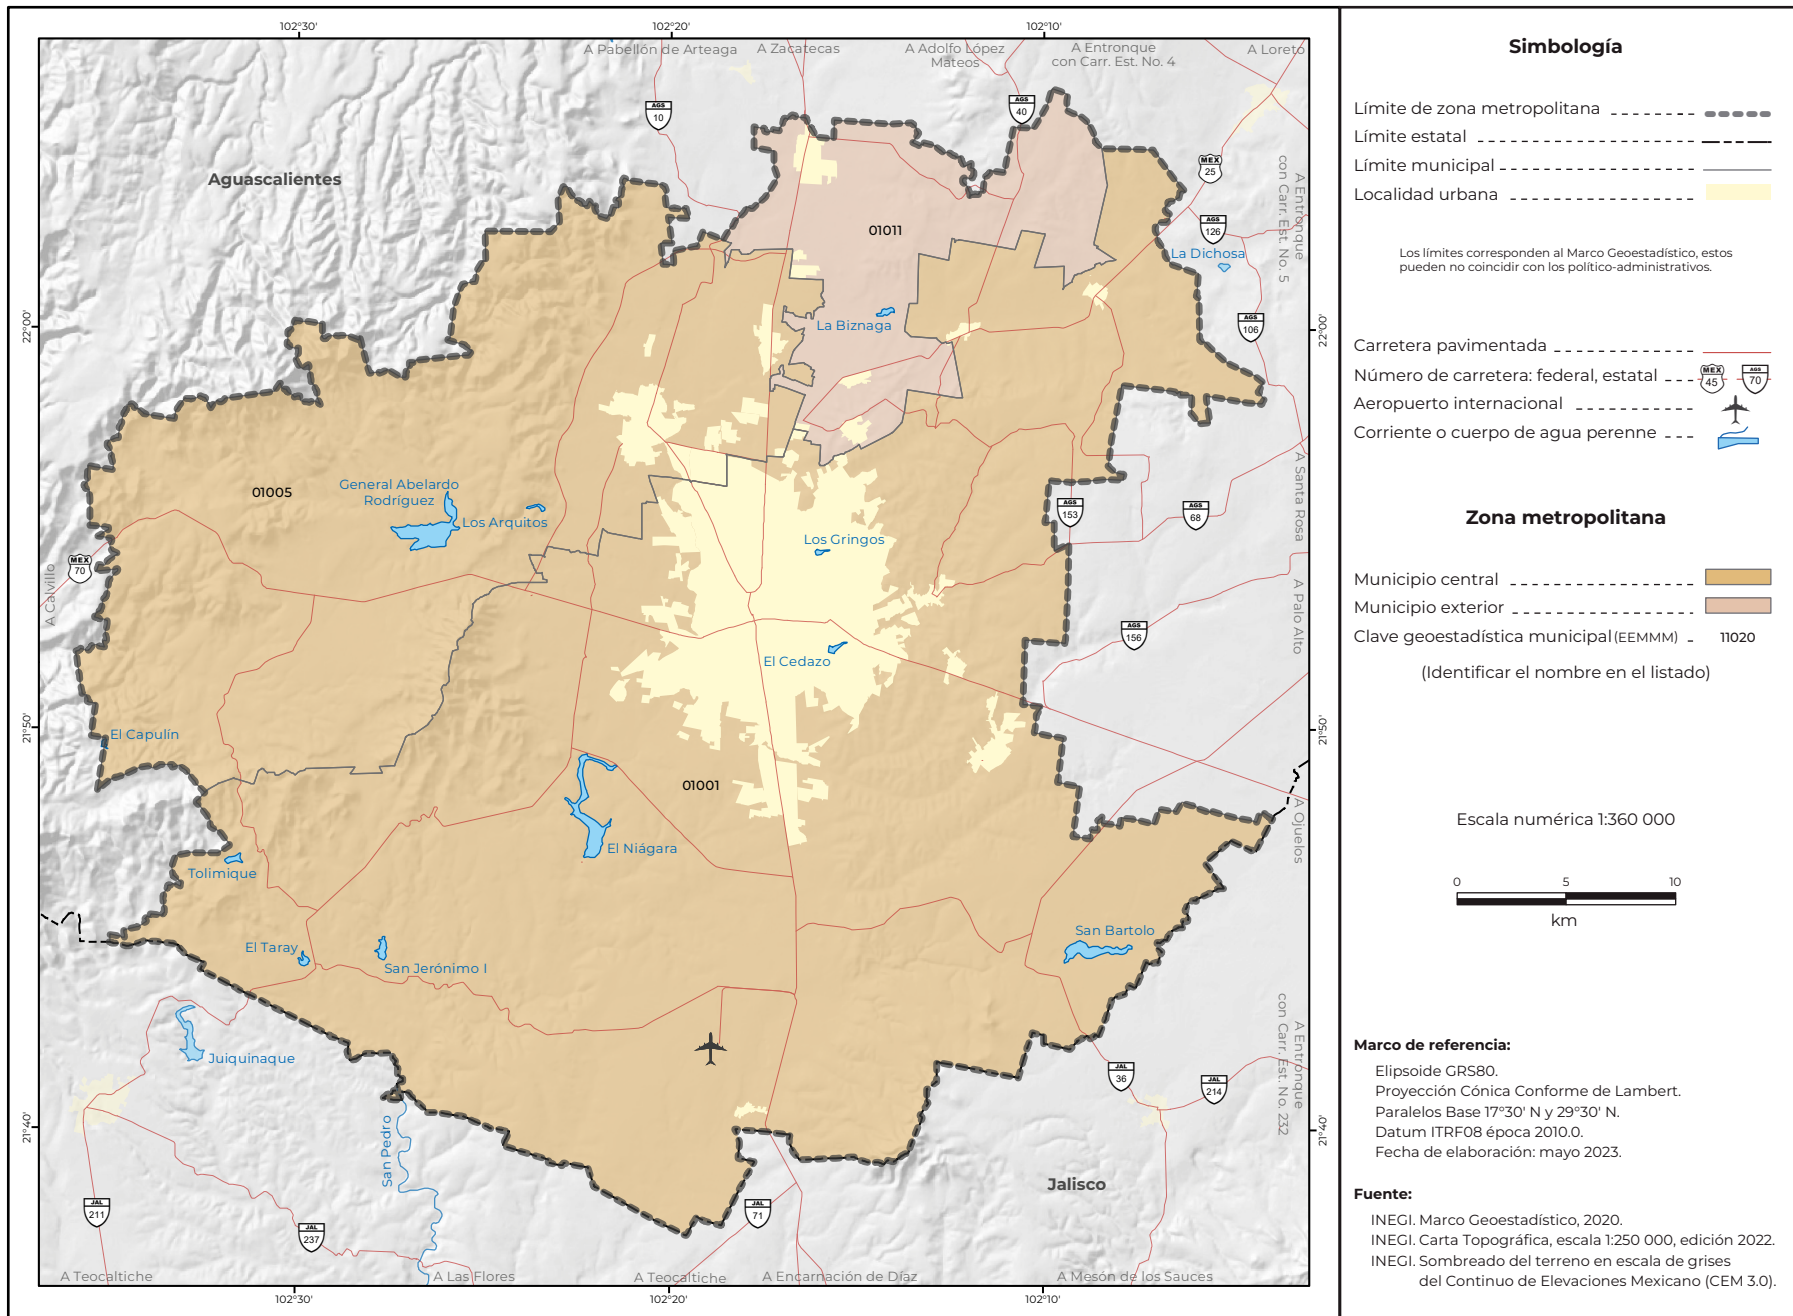 102°30'
102°20'
102°10'
A Pabellón de Arteaga
A Zacatecas
A Adolfo López
Mateos
A Entronque
con Carr. Est. No. 4
A Loreto
AGS
10
AGS
40
MEX
25
AGS
126
AGS
106
A Entronque
con Carr. Est. No. 5
Aguascalientes
01011
La Dichosa
22°00'
22°00'
La Biznaga
01005
General Abelardo
Rodríguez
Los Arquitos
Los Gringos
AGS
153
AGS
68
A Santa Rosa
MEX
70
A Calvillo
A Palo Alto
AGS
156
El Cedazo
21°50'
21°50'
El Capulín
01001
El Niágara
A Ojuelos
Tolimique
El Taray
San Jerónimo I
San Bartolo
Juiquinaque
A Entronque
con Carr. Est. No. 232
JAL
36
JAL
214
21°40'
21°40'
San Pedro
Jalisco
JAL
211
JAL
237
JAL
71
A Teocaltiche
A Las Flores
A Teocaltiche
A Encarnación de Díaz
A Mesón de los Sauces
102°30'
102°20'
102°10'
Simbología
Límite de zona metropolitana
Límite estatal
Límite municipal
Localidad urbana
Los límites corresponden al Marco Geoestadístico, estos
pueden no coincidir con los político-administrativos.
Carretera pavimentada
Número de carretera: federal, estatal MEX 45 AGS 70
Aeropuerto internacional
Corriente o cuerpo de agua perenne
Zona metropolitana
Municipio central
Municipio exterior
Clave geoestadística municipal (EEMMM) 11020
(Identificar el nombre en el listado)
Escala numérica 1:360 000
0 5 10
km
Marco de referencia:
Elipsoide GRS80.
Proyección Cónica Conforme de Lambert.
Paralelos Base 17°30' N y 29°30' N.
Datum ITRF08 época 2010.0.
Fecha de elaboración: mayo 2023.
Fuente:
INEGI. Marco Geoestadístico, 2020.
INEGI. Carta Topográfica, escala 1:250 000, edición 2022.
INEGI. Sombreado del terreno en escala de grises
del Continuo de Elevaciones Mexicano (CEM 3.0).